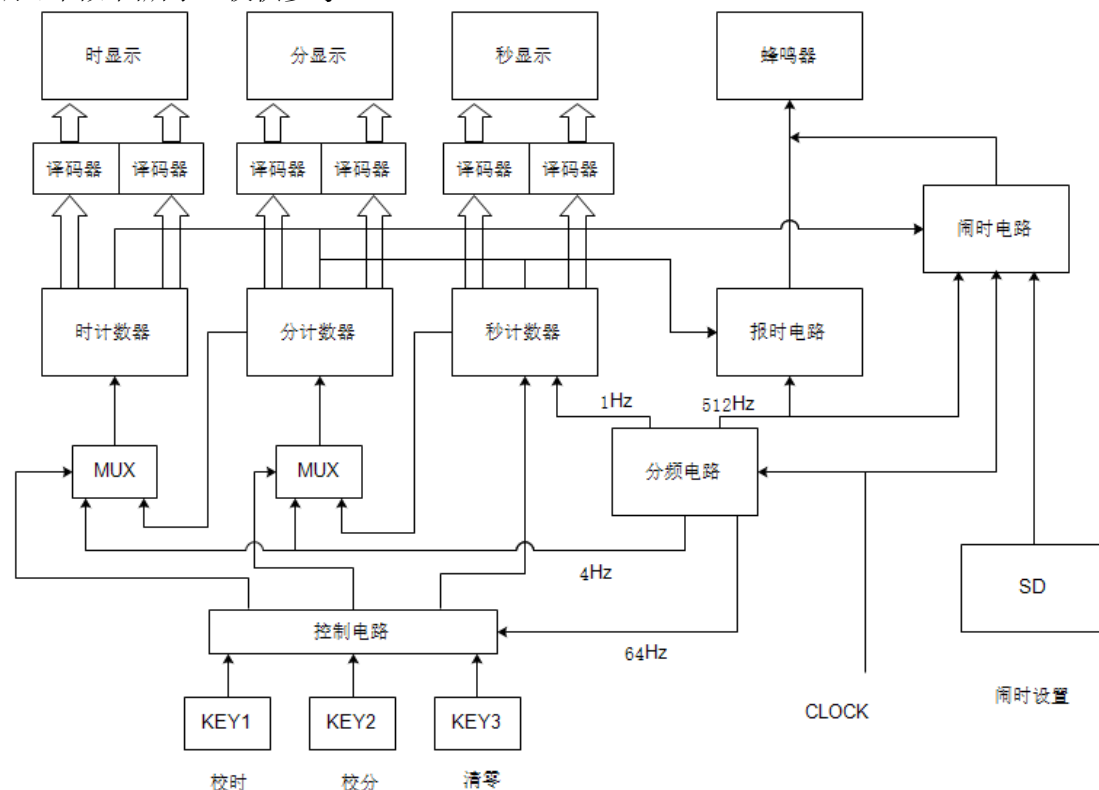 时显示 分显示 秒显示 蜂鸣器
译码器 译码器 译码器 译码器 译码器 译码器
闹时电路
时计数器 分计数器 秒计数器 报时电路
1Hz 512Hz
MUX MUX 分频电路
4Hz
SD
控制电路
64Hz
闹时设置
CLOCK
KEY1 KEY2 KEY3
校时 校分 清零